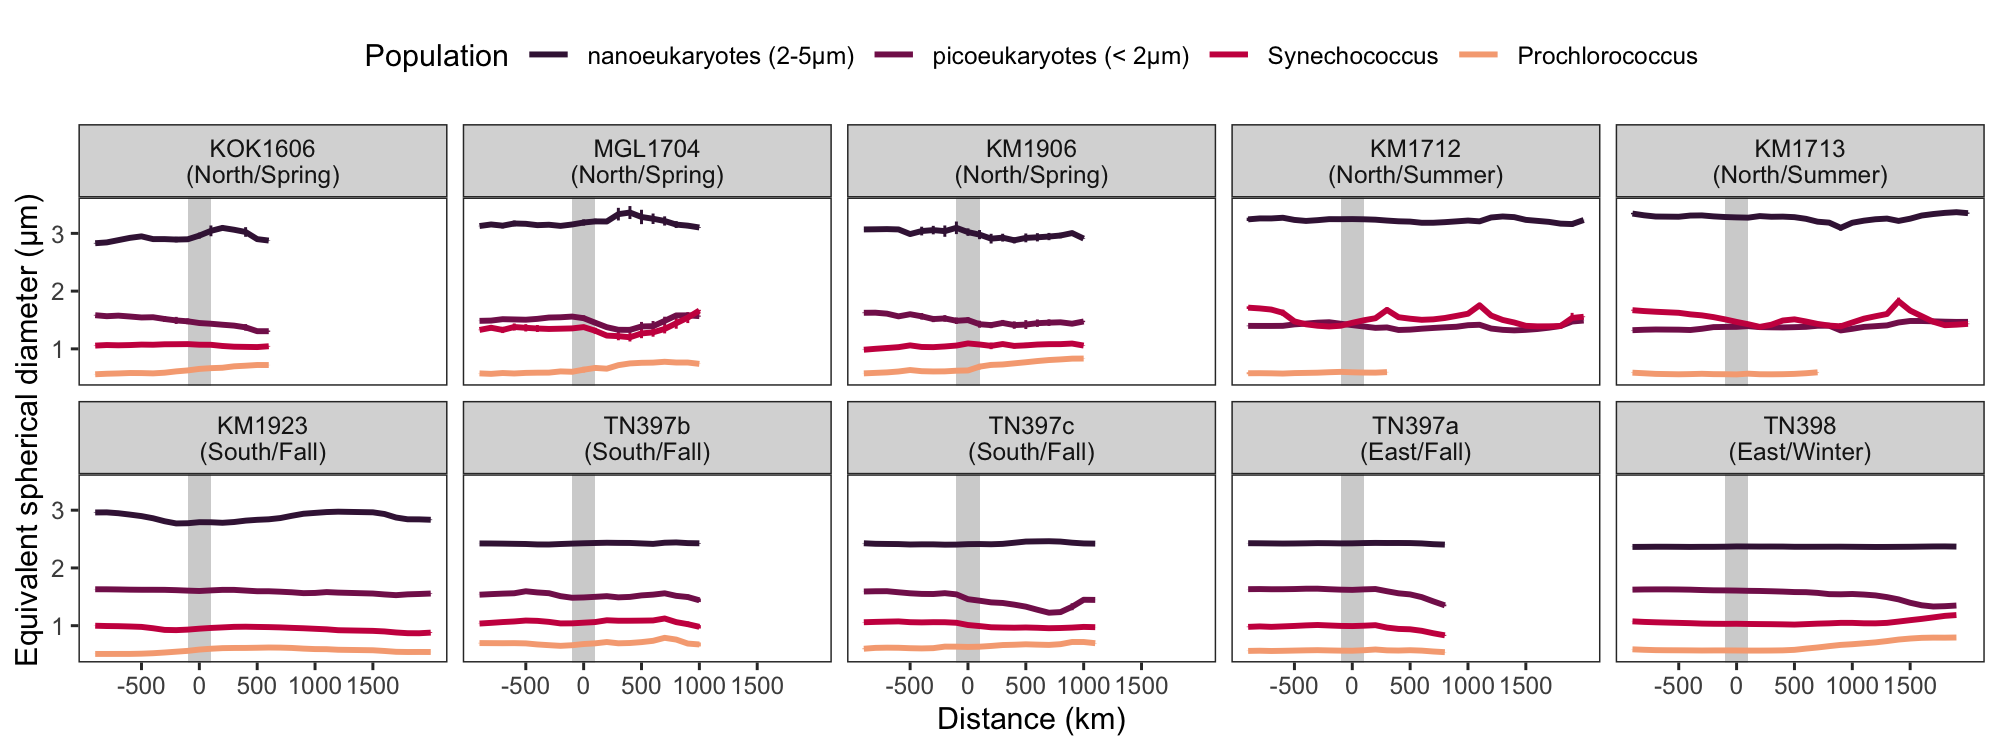 Population nanoeukaryotes (2-5μm) picoeukaryotes (< 2μm) Synechococcus Prochlorococcus
KOK1606 MGL1704 KM1906 KM1712 KM1713
(North/Spring) (North/Spring) (North/Spring) (North/Summer) (North/Summer)
3
2
1
KM1923 TN397b TN397c TN397a TN398
(South/Fall) (South/Fall) (South/Fall) (East/Fall) (East/Winter)
3
2
1
Equivalent spherical diameter (μm)
-500 0 500 1000 1500 -500 0 500 1000 1500 -500 0 500 1000 1500 -500 0 500 1000 1500 -500 0 500 1000 1500
Distance (km)